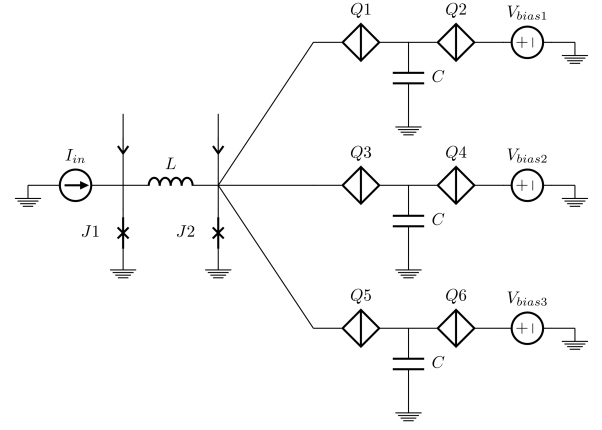 Q1 Q2 V_bias1
C
I_in L Q3 Q4 V_bias2
J1 J2 C
Q5 Q6 V_bias3
C